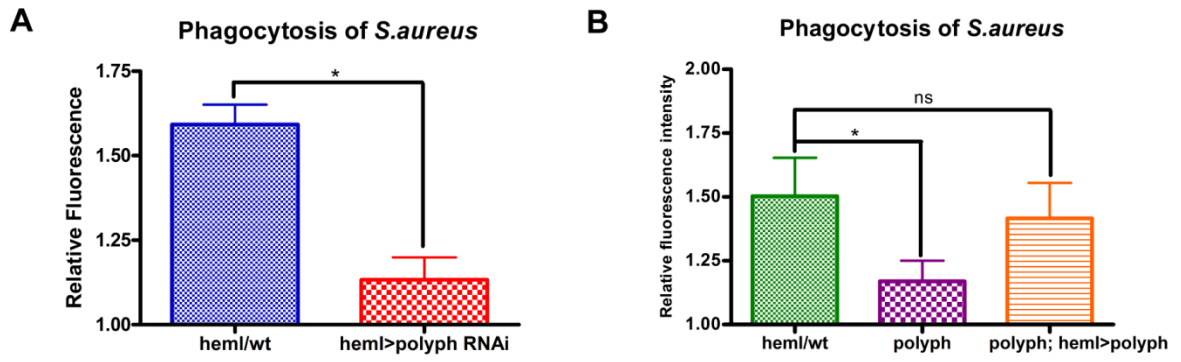 A
Phagocytosis of S.aureus
Relative Fluorescence
1.75
1.50
1.25
1.00
*
heml/wt
heml>polyph RNAi
B
Phagocytosis of S.aureus
Relative fluorescence intensity
2.00
1.75
1.50
1.25
1.00
ns
*
heml/wt
polyph
polyph; heml>polyph